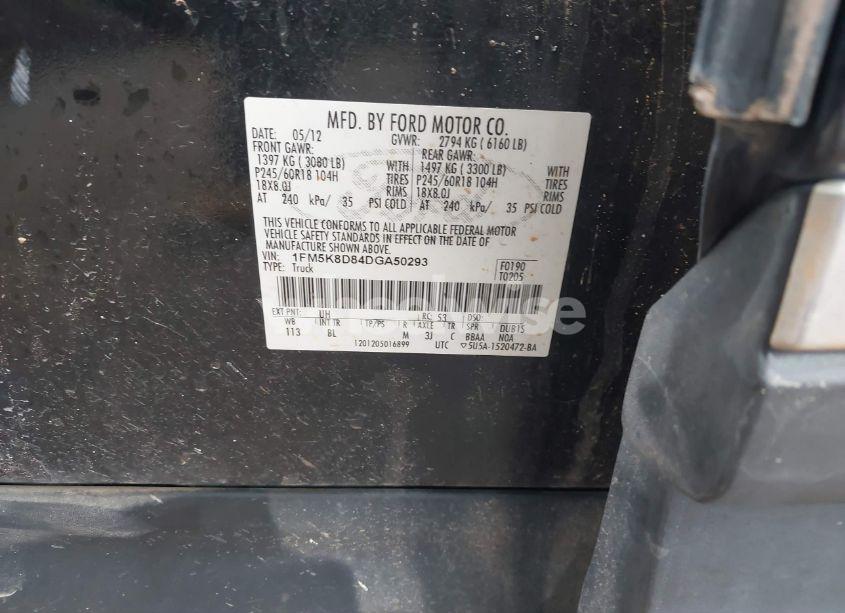 MFD. BY FORD MOTOR CO.
DATE: 05/12 GVWR: 2794 KG ( 6160 LB)
FRONT GAWR: REAR GAWR:
1397 KG ( 3080 LB) WITH 1497 KG ( 3300 LB) WITH
P245/60R18 104H TIRES P245/60R18 104H TIRES
18X8.0J RIMS 18X8.0J RIMS
AT 240 kPa/ 35 PSI COLD AT 240 kPa/ 35 PSI COLD
THIS VEHICLE CONFORMS TO ALL APPLICABLE FEDERAL MOTOR
VEHICLE SAFETY STANDARDS IN EFFECT ON THE DATE OF
MANUFACTURE SHOWN ABOVE.
VIN: 1FM5K8D84DGA50293 F0190
TYPE: Truck T0205
EXT PNT: UH RC: 53 DSO:
WB INT TR TP/PS R AXLE TR SPR DUB1S
113 BL M 3J C BBAA N0A
1201205016899 UTC 5U5A-1520472-BA